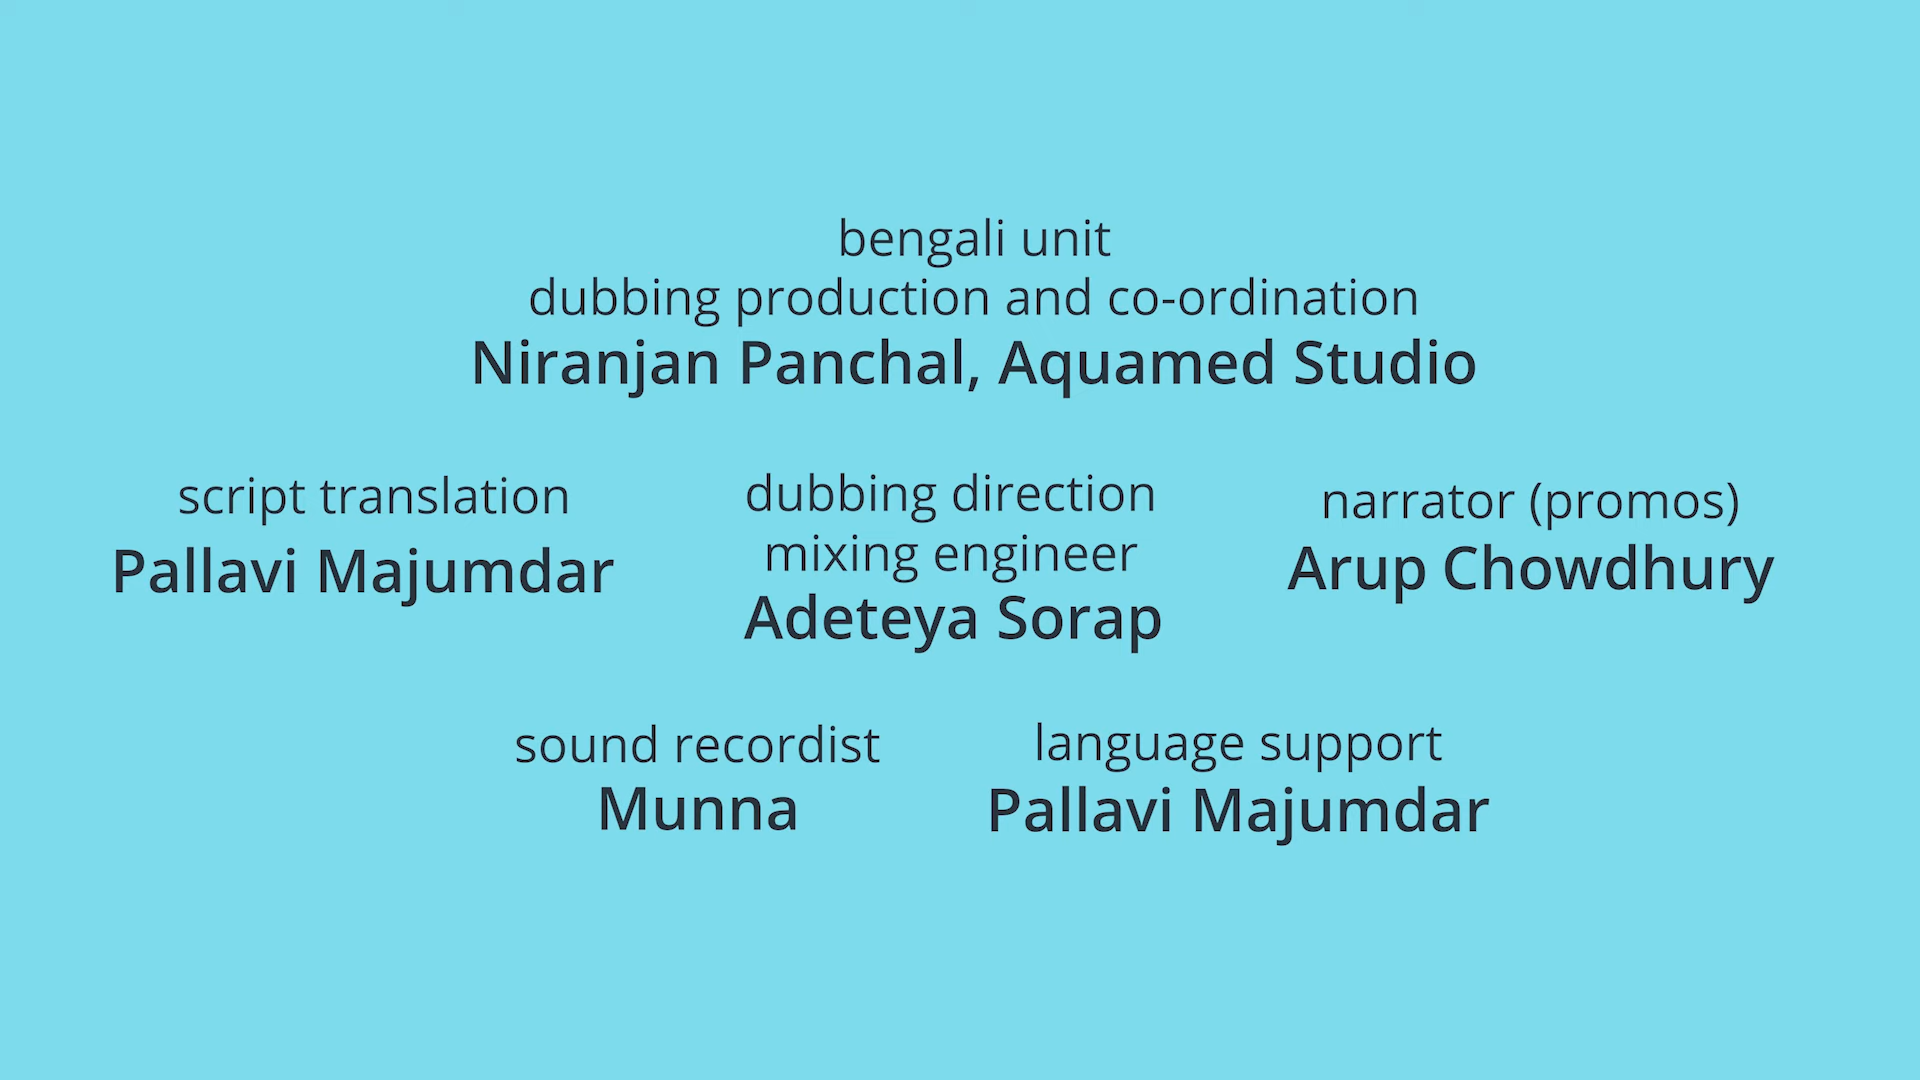 bengali unit
dubbing production and co-ordination
Niranjan Panchal, Aquamed Studio
script translation
Pallavi Majumdar
dubbing direction
mixing engineer
Adeteya Sorap
narrator (promos)
Arup Chowdhury
sound recordist
Munna
language support
Pallavi Majumdar